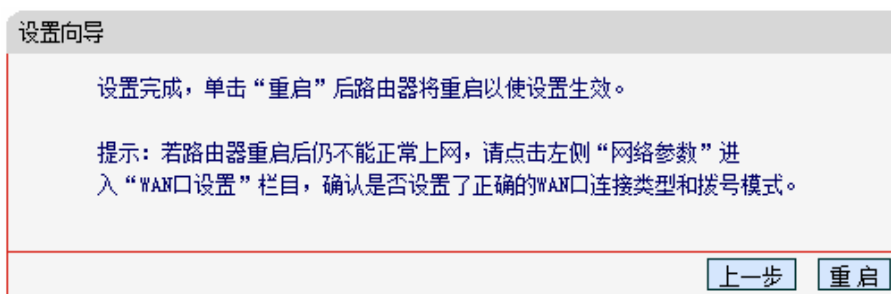 设置向导
设置完成，单击“重启”后路由器将重启以使设置生效。
提示：若路由器重启后仍不能正常上网，请点击左侧“网络参数”进
入“WAN口设置”栏目，确认是否设置了正确的WAN口连接类型和拨号模式。
上一步 重启